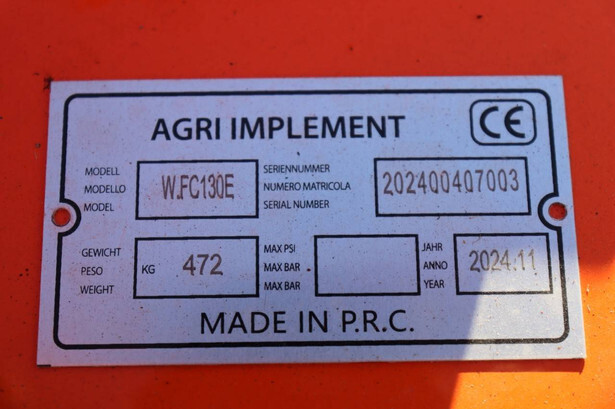 AGRI IMPLEMENT CE
MODELL
MODELLO
MODEL
W.FC130E
SERIENNUMMER
NUMERO MATRICOLA
SERIAL NUMBER
202400407003
GEWICHT
PESO
WEIGHT
KG 472
MAX PSI
MAX BAR
MAX BAR
JAHR
ANNO
YEAR
2024.11
MADE IN P.R.C.